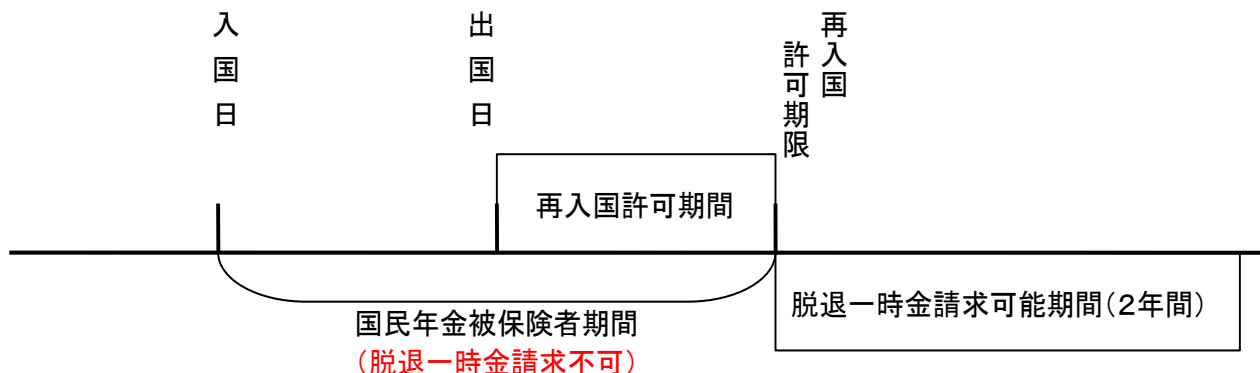 入国日
出国日
再入国
許可期限
再入国許可期間
脱退一時金請求可能期間(2年間)
国民年金被保険者期間
(脱退一時金請求不可)